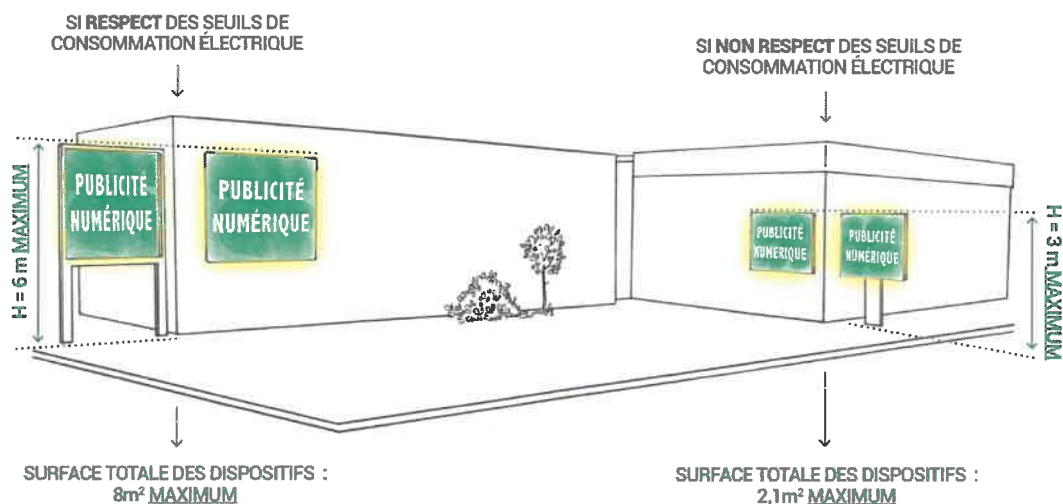 SI RESPECT DES SEUILS DE
CONSOMMATION ÉLECTRIQUE
SI NON RESPECT DES SEUILS DE
CONSOMMATION ÉLECTRIQUE
H = 6 m MAXIMUM
PUBLICITÉ
NUMÉRIQUE
PUBLICITÉ
NUMÉRIQUE
PUBLICITÉ
NUMÉRIQUE
PUBLICITÉ
NUMÉRIQUE
H = 3 m MAXIMUM
SURFACE TOTALE DES DISPOSITIFS :
8m² MAXIMUM
SURFACE TOTALE DES DISPOSITIFS :
2,1m² MAXIMUM